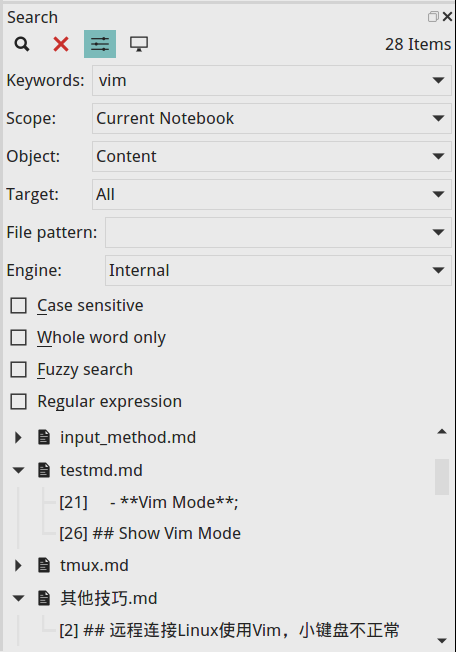 Search
28 Items
Keywords: vim
Scope: Current Notebook
Object: Content
Target: All
File pattern:
Engine: Internal
Case sensitive
Whole word only
Fuzzy search
Regular expression
input_method.md
testmd.md
[21] - **Vim Mode**;
[26] ## Show Vim Mode
tmux.md
其他技巧.md
[2] ## 远程连接Linux使用Vim，小键盘不正常